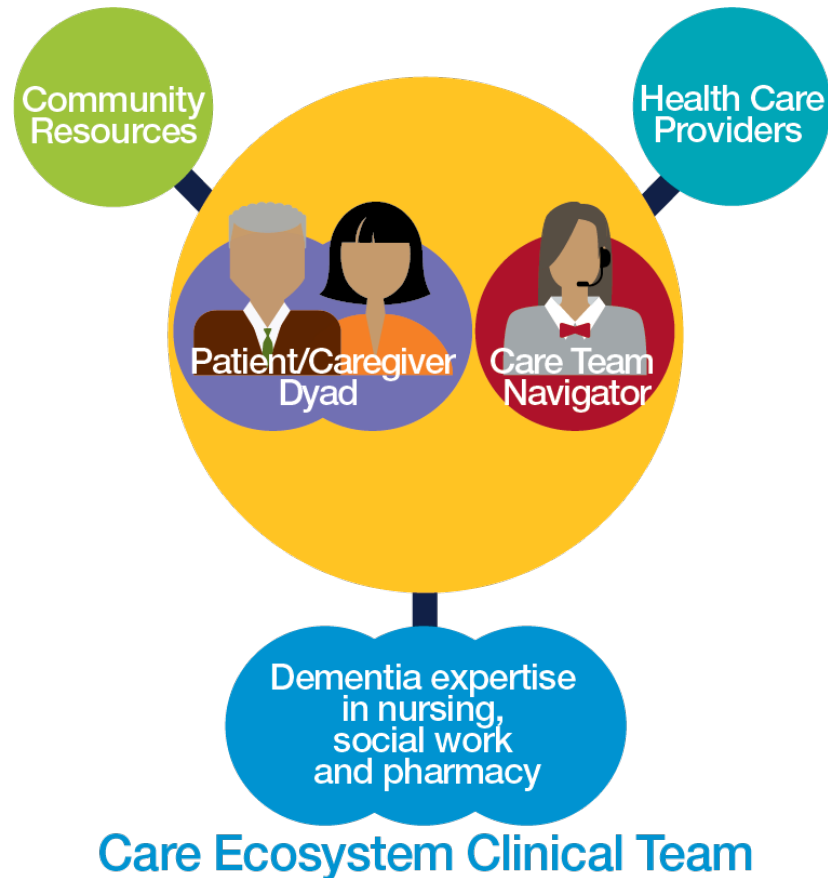 Community
Resources
Health Care
Providers
Patient/Caregiver
Dyad
Care Team
Navigator
Dementia expertise
in nursing,
social work
and pharmacy
Care Ecosystem Clinical Team